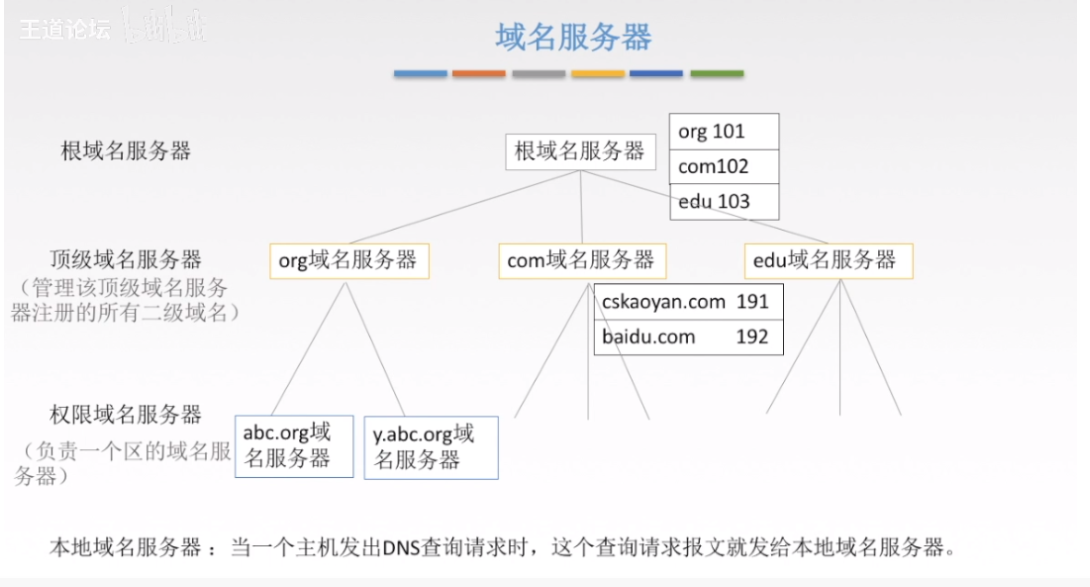 王道论坛
域名服务器
根域名服务器
根域名服务器
org 101
com102
edu 103
顶级域名服务器
（管理该顶级域名服务
器注册的所有二级域名）
org域名服务器
com域名服务器
edu域名服务器
cskaoyan.com 191
baidu.com 192
权限域名服务器
（负责一个区的域名服
务器）
abc.org域
名服务器
y.abc.org域
名服务器
本地域名服务器：当一个主机发出DNS查询请求时，这个查询请求报文就发给本地域名服务器。